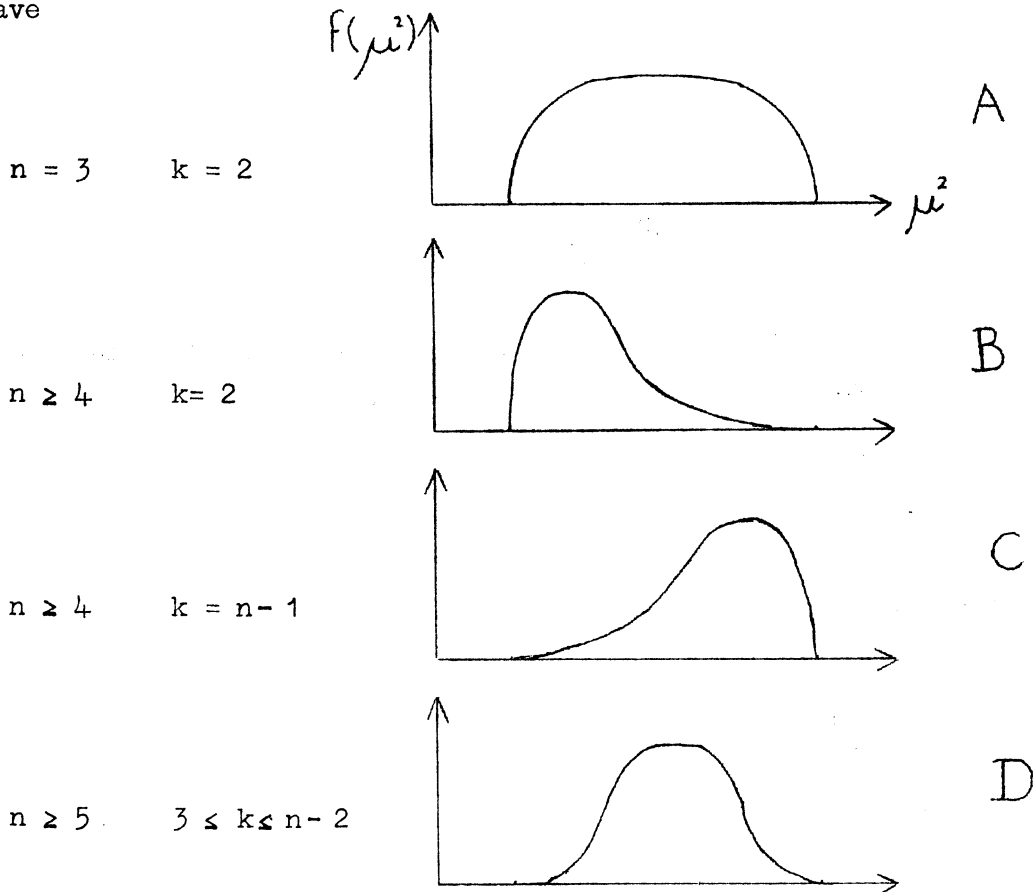 ave
f(μ²)
A
n = 3 k = 2
μ²
B
n ≥ 4 k= 2
C
n ≥ 4 k = n- 1
D
n ≥ 5 3 ≤ k≤ n- 2